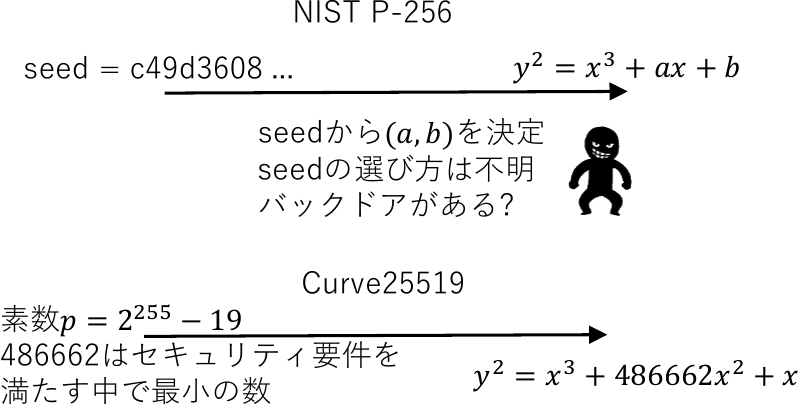 NIST P-256
seed = c49d3608 ...
y² = x³ + ax + b
seedから(a, b)を決定
seedの選び方は不明
バックドアがある?
Curve25519
素数p = 2²⁵⁵ − 19
486662はセキュリティ要件を
満たす中で最小の数
y² = x³ + 486662x² + x